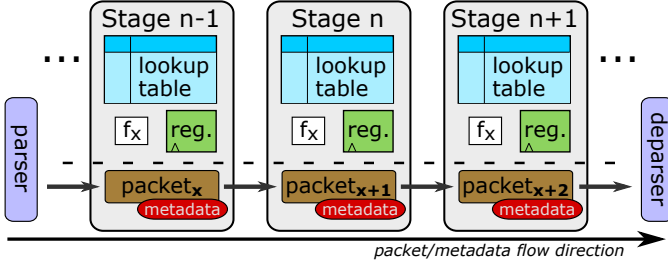 Stage n-1
lookup
table
fx
reg.
packetx
metadata
Stage n
lookup
table
fx
reg.
packetx+1
metadata
Stage n+1
lookup
table
fx
reg.
packetx+2
metadata
...
...
parser
deparser
packet/metadata flow direction